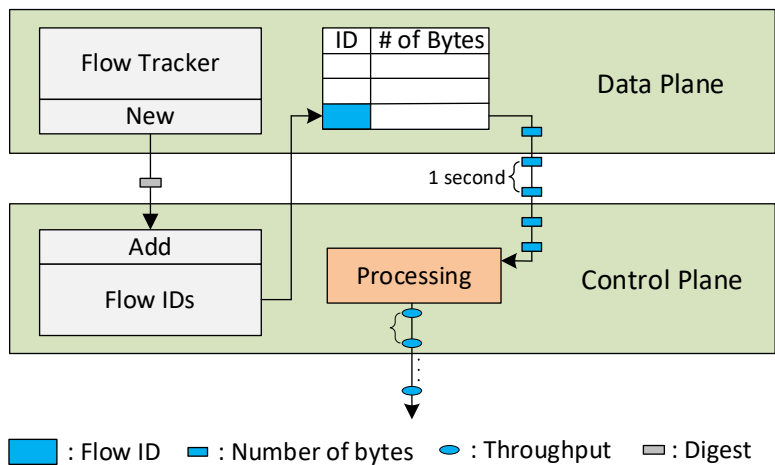 Flow Tracker
New
ID # of Bytes
Data Plane
1 second
Add
Flow IDs
Processing
Control Plane
: Flow ID : Number of bytes : Throughput : Digest